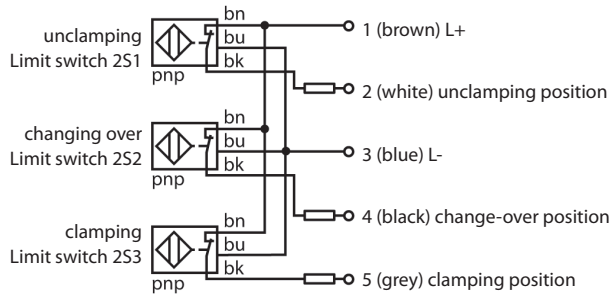 unclamping
Limit switch 2S1
pnp
bn
bu
bk
1 (brown) L+
2 (white) unclamping position
changing over
Limit switch 2S2
pnp
bn
bu
bk
3 (blue) L-
4 (black) change-over position
clamping
Limit switch 2S3
pnp
bn
bu
bk
5 (grey) clamping position